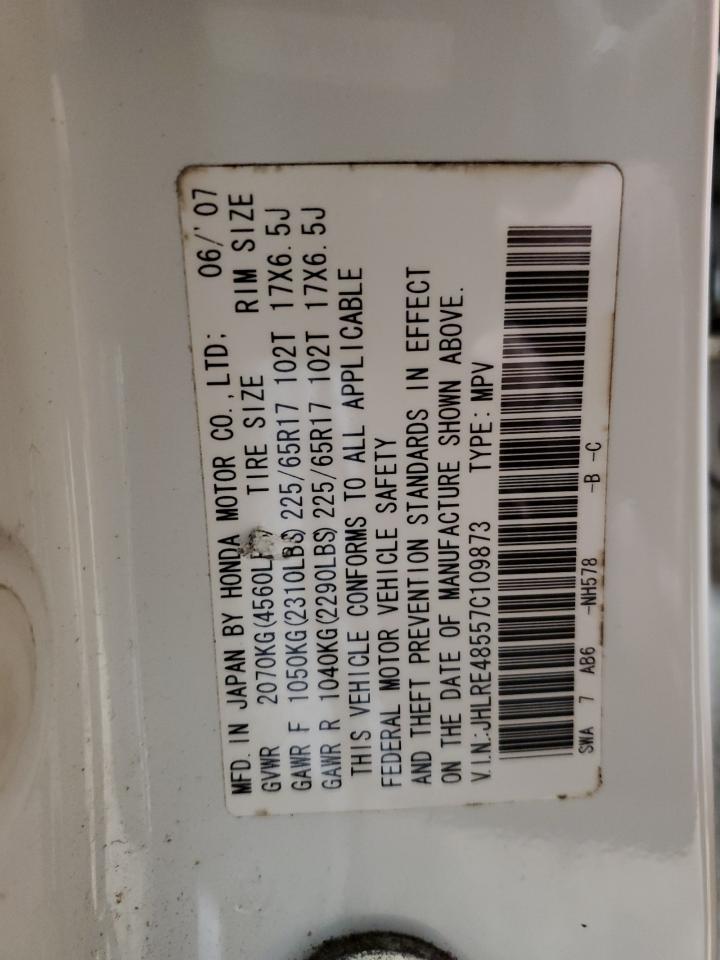 MFD. IN JAPAN BY HONDA MOTOR CO., LTD; 06/'07
GVWR 2070KG(4560L TIRE SIZE RIM SIZE
GAWR F 1050KG(2310LBS) 225/65R17 102T 17X6.5J
GAWR R 1040KG(2290LBS) 225/65R17 102T 17X6.5J
THIS VEHICLE CONFORMS TO ALL APPLICABLE
FEDERAL MOTOR VEHICLE SAFETY
AND THEFT PREVENTION STANDARDS IN EFFECT
ON THE DATE OF MANUFACTURE SHOWN ABOVE.
V.I.N.:JHLRE48557C109873 TYPE: MPV
SWA 7 AB6 -NH578 -B -C